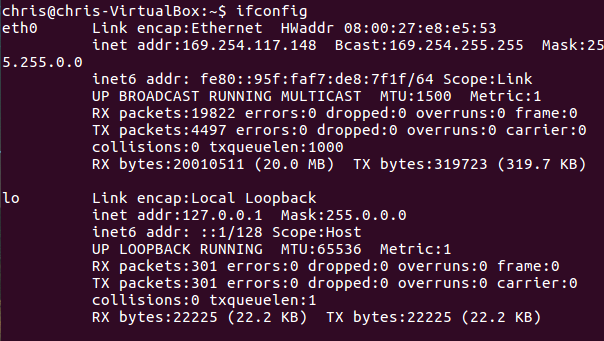 chris@chris-VirtualBox:~$ ifconfig
eth0      Link encap:Ethernet  HWaddr 08:00:27:e8:e5:53
          inet addr:169.254.117.148  Bcast:169.254.255.255  Mask:25
5.255.0.0
          inet6 addr: fe80::95f:faf7:de8:7f1f/64 Scope:Link
          UP BROADCAST RUNNING MULTICAST  MTU:1500  Metric:1
          RX packets:19822 errors:0 dropped:0 overruns:0 frame:0
          TX packets:4497 errors:0 dropped:0 overruns:0 carrier:0
          collisions:0 txqueuelen:1000
          RX bytes:20010511 (20.0 MB)  TX bytes:319723 (319.7 KB)
lo        Link encap:Local Loopback
          inet addr:127.0.0.1  Mask:255.0.0.0
          inet6 addr: ::1/128 Scope:Host
          UP LOOPBACK RUNNING  MTU:65536  Metric:1
          RX packets:301 errors:0 dropped:0 overruns:0 frame:0
          TX packets:301 errors:0 dropped:0 overruns:0 carrier:0
          collisions:0 txqueuelen:1
          RX bytes:22225 (22.2 KB)  TX bytes:22225 (22.2 KB)